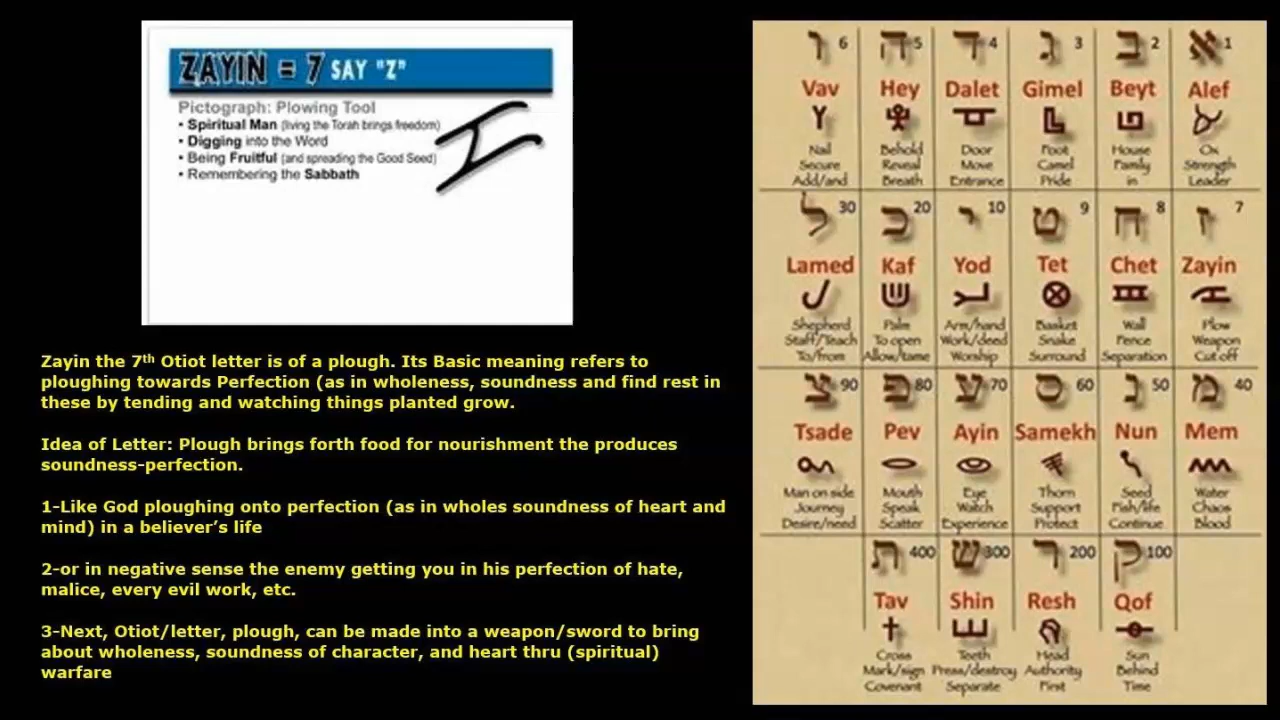 ZAYIN = 7 SAY "Z"
Pictograph: Plowing Tool
• Spiritual Man (living the Torah brings freedom)
• Digging into the Word
• Being Fruitful (and spreading the Good Seed)
• Remembering the Sabbath
Zayin the 7th Otiot letter is of a plough. Its Basic meaning refers to
ploughing towards Perfection (as in wholeness, soundness and find rest in
these by tending and watching things planted grow.
Idea of Letter: Plough brings forth food for nourishment the produces
soundness-perfection.
1-Like God ploughing onto perfection (as in wholes soundness of heart and
mind) in a believer's life
2-or in negative sense the enemy getting you in his perfection of hate,
malice, every evil work, etc.
3-Next, Otiot/letter, plough, can be made into a weapon/sword to bring
about wholeness, soundness of character, and heart thru (spiritual)
warfare
ו 6 ה 5 ד 4 ג 3 ב 2 א 1
Vav Hey Dalet Gimel Beyt Alef
Nail Behold Door Foot House Ox
Secure Reveal Move Camel Family Strength
Add/and Breath Entrance Pride in Leader
ל 30 כ 20 י 10 ט 9 ח 8 ז 7
Lamed Kaf Yod Tet Chet Zayin
Shepherd Palm Arm/hand Basket Wall Plow
Staff/Teach To open Work/deed Snake Fence Weapon
To/from Allow/tame Worship Surround Separation Cut off
צ 90 פ 80 ע 70 ס 60 נ 50 מ 40
Tsade Pey Ayin Samekh Nun Mem
Man on side Mouth Eye Thorn Seed Water
Journey Speak Watch Support Fish/life Chaos
Desire/need Scatter Experience Protect Continue Blood
ת 400 ש 300 ר 200 ק 100
Tav Shin Resh Qof
Cross Teeth Head Sun
Mark/sign Press/destroy Authority Behind
Covenant Separate First Time